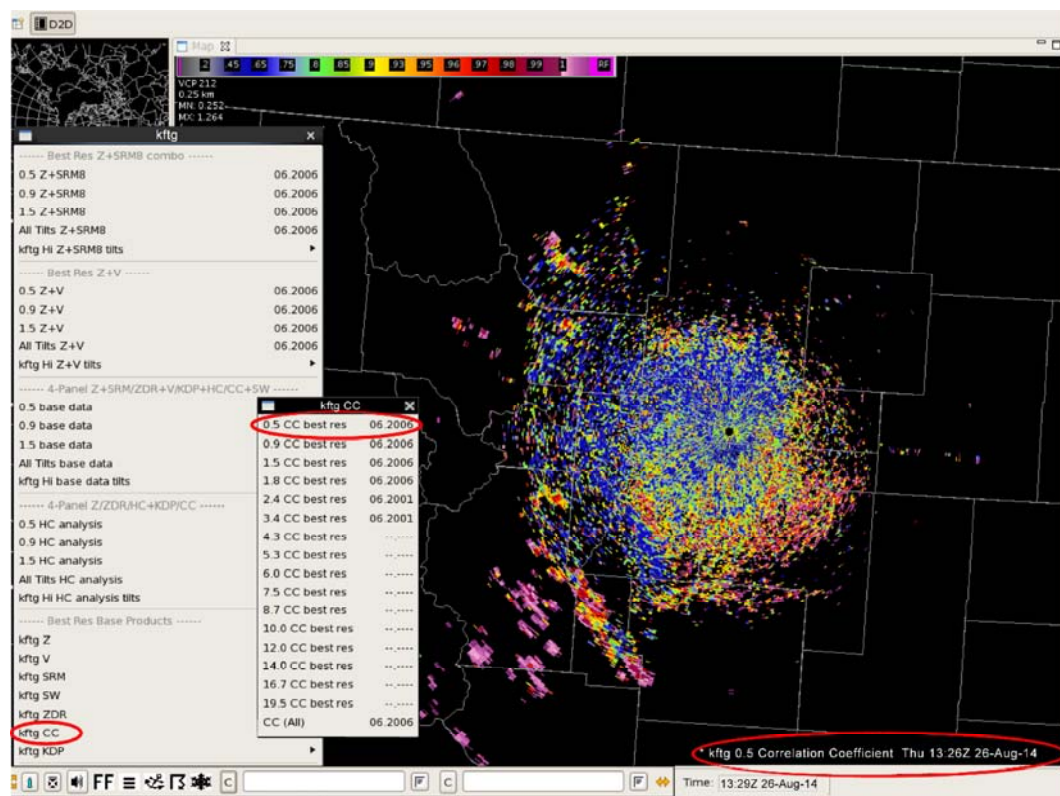 D2D
Map
.2 .45 .65 .75 .8 .85 .9 .93 .95 .96 .97 .98 .99 1 RF
VCP 212
0.25 km
MN: 0.252
MX: 1.264
kftg
------ Best Res Z+SRM8 combo ------
0.5 Z+SRM8 06.2006
0.9 Z+SRM8 06.2006
1.5 Z+SRM8 06.2006
All Tilts Z+SRM8 06.2006
kftg Hi Z+SRM8 tilts
------ Best Res Z+V ------
0.5 Z+V 06.2006
0.9 Z+V 06.2006
1.5 Z+V 06.2006
All Tilts Z+V 06.2006
kftg Hi Z+V tilts
------ 4-Panel Z+SRM/ZDR+V/KDP+HC/CC+SW ------
0.5 base data
0.9 base data
1.5 base data
All Tilts base data
kftg Hi base data tilts
------ 4-Panel Z/ZDR/HC+KDP/CC ------
0.5 HC analysis
0.9 HC analysis
1.5 HC analysis
All Tilts HC analysis
kftg Hi HC analysis tilts
------ Best Res Base Products ------
kftg Z
kftg V
kftg SRM
kftg SW
kftg ZDR
kftg CC
kftg KDP
kftg CC
0.5 CC best res 06.2006
0.9 CC best res 06.2006
1.5 CC best res 06.2006
1.8 CC best res 06.2006
2.4 CC best res 06.2001
3.4 CC best res 06.2001
4.3 CC best res --.----
5.3 CC best res --.----
6.0 CC best res --.----
7.5 CC best res --.----
8.7 CC best res --.----
10.0 CC best res --.----
12.0 CC best res --.----
14.0 CC best res --.----
16.7 CC best res --.----
19.5 CC best res --.----
CC (All) 06.2006
* kftg 0.5 Correlation Coefficient Thu 13:26Z 26-Aug-14
FF C C Time: 13:29Z 26-Aug-14